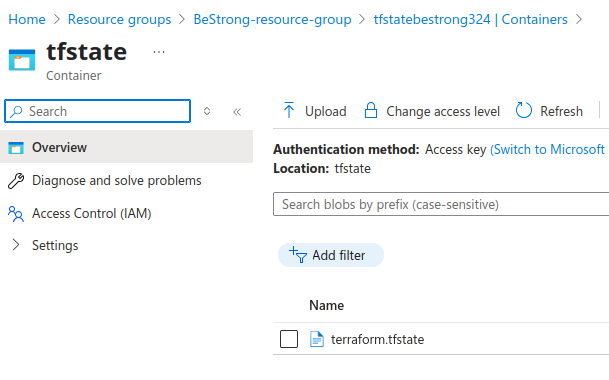 Home > Resource groups > BeStrong-resource-group > tfstatebestrong324 | Containers >
tfstate ...
Container
Search
Upload Change access level Refresh
Overview
Authentication method: Access key (Switch to Microsoft
Location: tfstate
Diagnose and solve problems
Search blobs by prefix (case-sensitive)
Access Control (IAM)
Settings
Add filter
Name
terraform.tfstate